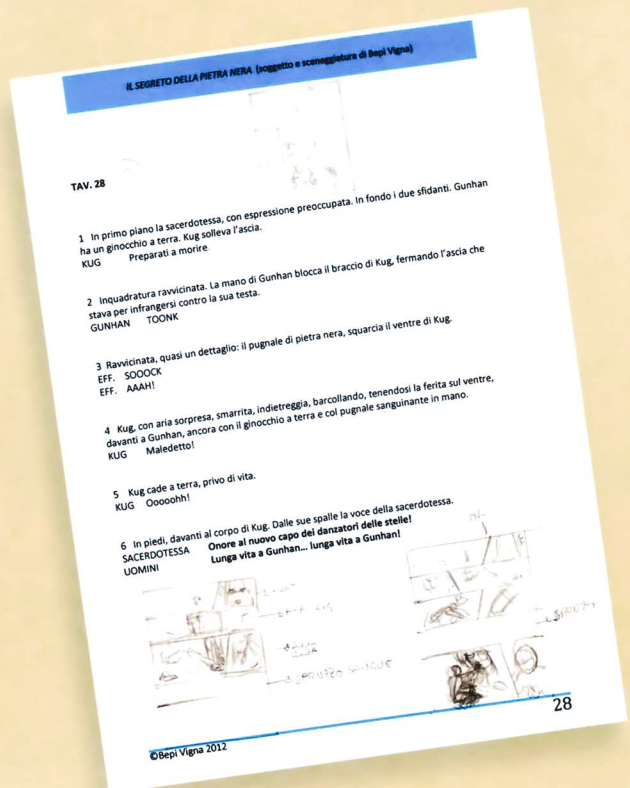 IL SEGRETO DELLA PIETRA NERA (soggetto e sceneggiatura di Bepi Vigna)
TAV. 28
1 In primo piano la sacerdotessa, con espressione preoccupata. In fondo i due sfidanti. Gunhan
ha un ginocchio a terra. Kug solleva l'ascia.
KUG Preparati a morire
2 Inquadratura ravvicinata. La mano di Gunhan blocca il braccio di Kug, fermando l'ascia che
stava per infrangersi contro la sua testa.
GUNHAN TOONK
3 Ravvicinata, quasi un dettaglio: il pugnale di pietra nera, squarcia il ventre di Kug.
EFF. SOOOCK
EFF. AAAH!
4 Kug, con aria sorpresa, smarrita, indietreggia, barcollando, tenendosi la ferita sul ventre,
davanti a Gunhan, ancora con il ginocchio a terra e col pugnale sanguinante in mano.
KUG Maledetto!
5 Kug cade a terra, privo di vita.
KUG Ooooohh!
6 In piedi, davanti al corpo di Kug. Dalle sue spalle la voce della sacerdotessa.
SACERDOTESSA Onore al nuovo capo dei danzatori delle stelle!
UOMINI Lunga vita a Gunhan... lunga vita a Gunhan!
SPRUZZO SANGUE
28
©Bepi Vigna 2012